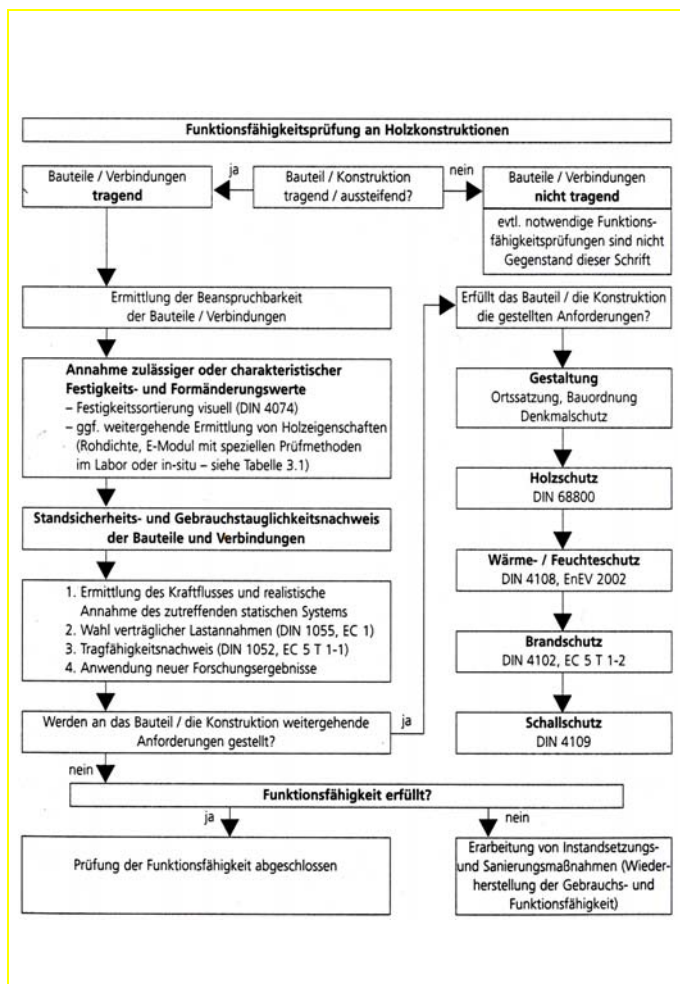 Funktionsfähigkeitsprüfung an Holzkonstruktionen
Bauteile / Verbindungen
tragend
ja
Bauteil / Konstruktion
tragend / aussteifend?
nein
Bauteile / Verbindungen
nicht tragend
evtl. notwendige Funktions-
fähigkeitsprüfungen sind nicht
Gegenstand dieser Schrift
Ermittlung der Beanspruchbarkeit
der Bauteile / Verbindungen
Annahme zulässiger oder charakteristischer
Festigkeits- und Formänderungswerte
– Festigkeitssortierung visuell (DIN 4074)
– ggf. weitergehende Ermittlung von Holzeigenschaften
(Rohdichte, E-Modul mit speziellen Prüfmethoden
im Labor oder in-situ – siehe Tabelle 3.1)
Standsicherheits- und Gebrauchstauglichkeitsnachweis
der Bauteile und Verbindungen
1. Ermittlung des Kraftflusses und realistische
Annahme des zutreffenden statischen Systems
2. Wahl verträglicher Lastannahmen (DIN 1055, EC 1)
3. Tragfähigkeitsnachweis (DIN 1052, EC 5 T 1-1)
4. Anwendung neuer Forschungsergebnisse
Werden an das Bauteil / die Konstruktion weitergehende
Anforderungen gestellt?
ja
Erfüllt das Bauteil / die Konstruktion
die gestellten Anforderungen?
Gestaltung
Ortssatzung, Bauordnung
Denkmalschutz
Holzschutz
DIN 68800
Wärme- / Feuchteschutz
DIN 4108, EnEV 2002
Brandschutz
DIN 4102, EC 5 T 1-2
Schallschutz
DIN 4109
nein
Funktionsfähigkeit erfüllt?
ja
nein
Prüfung der Funktionsfähigkeit abgeschlossen
Erarbeitung von Instandsetzungs-
und Sanierungsmaßnahmen (Wieder-
herstellung der Gebrauchs- und
Funktionsfähigkeit)